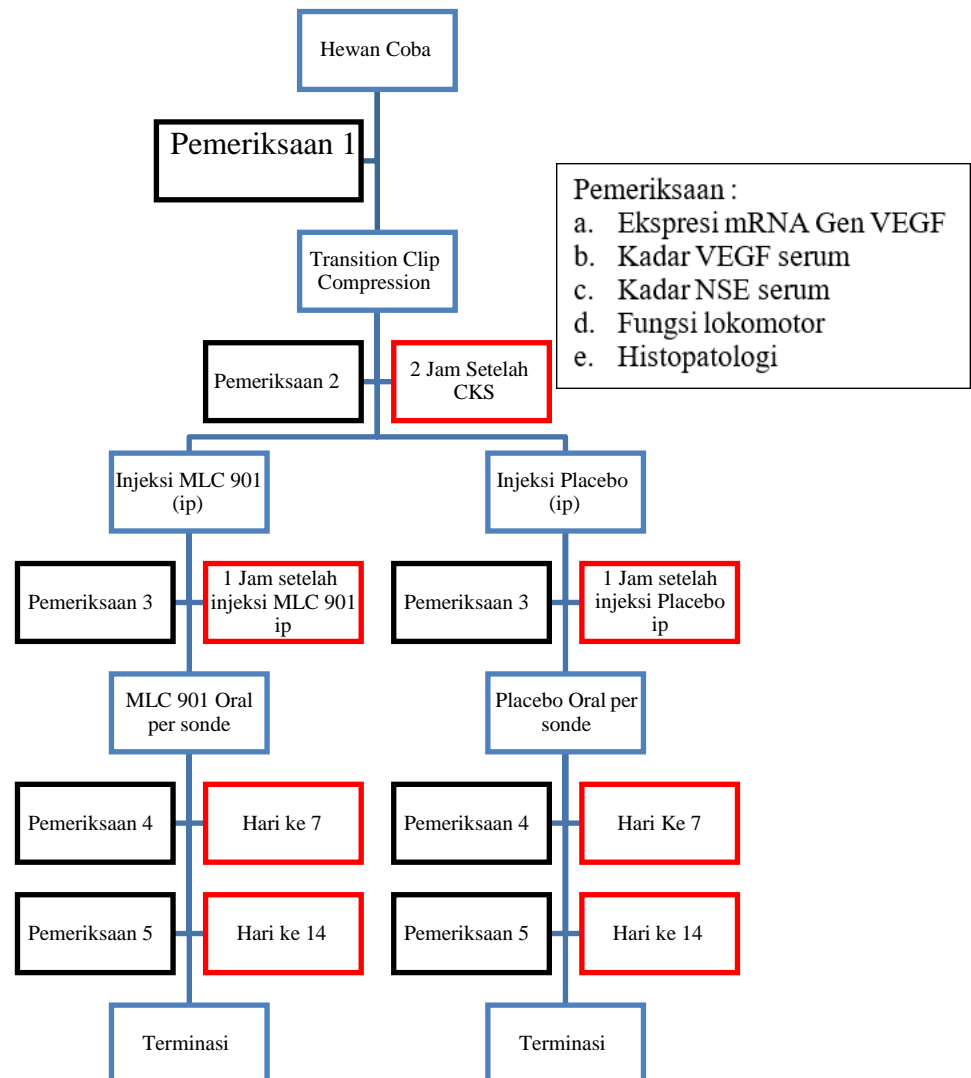 Hewan Coba
Pemeriksaan 1
Pemeriksaan :
a. Ekspresi mRNA Gen VEGF
b. Kadar VEGF serum
c. Kadar NSE serum
d. Fungsi lokomotor
e. Histopatologi
Transition Clip
Compression
Pemeriksaan 2
2 Jam Setelah
CKS
Injeksi MLC 901
(ip)
Injeksi Placebo
(ip)
Pemeriksaan 3
1 Jam setelah
injeksi MLC 901
ip
Pemeriksaan 3
1 Jam setelah
injeksi Placebo
ip
MLC 901 Oral
per sonde
Placebo Oral per
sonde
Pemeriksaan 4
Hari ke 7
Pemeriksaan 4
Hari Ke 7
Pemeriksaan 5
Hari ke 14
Pemeriksaan 5
Hari ke 14
Terminasi
Terminasi